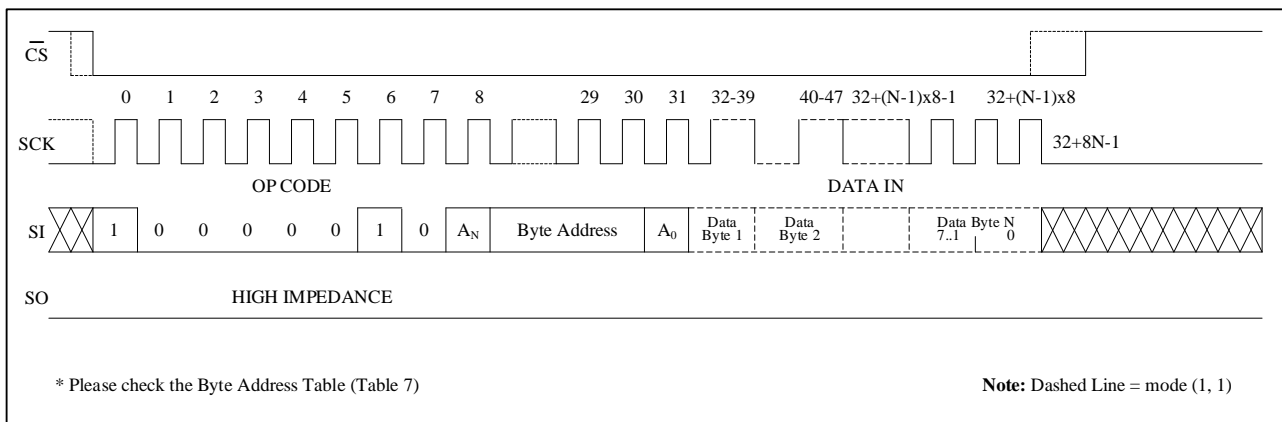 CS
0 1 2 3 4 5 6 7 8 29 30 31 32-39 40-47 32+(N-1)x8-1 32+(N-1)x8
SCK
32+8N-1
OP CODE DATA IN
SI 1 0 0 0 0 0 1 0 AN Byte Address A0 Data Byte 1 Data Byte 2 Data Byte N 7..1 0
SO HIGH IMPEDANCE
* Please check the Byte Address Table (Table 7) Note: Dashed Line = mode (1, 1)